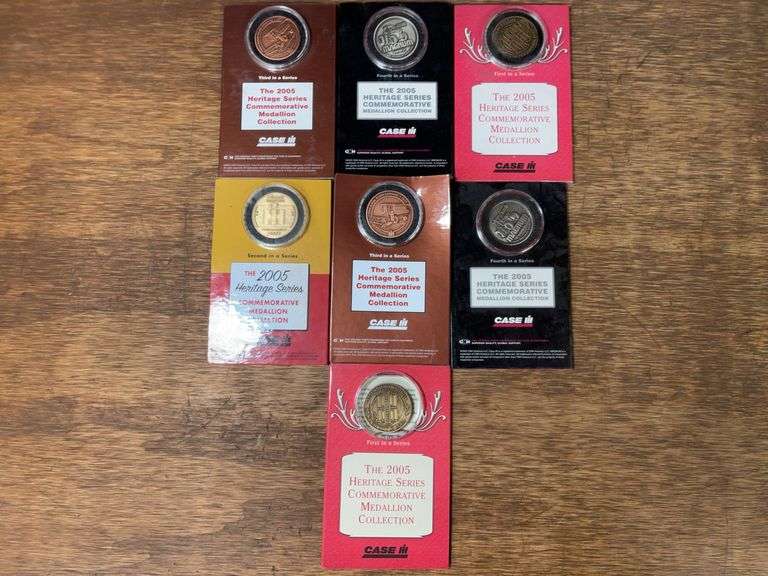 Third in a Series
The 2005
Heritage Series
Commemorative
Medallion
Collection
CASE IH
MAGNUM
Fourth in a Series
THE 2005
HERITAGE SERIES
COMMEMORATIVE
MEDALLION COLLECTION
CASE IH
First in a Series
THE 2005
HERITAGE SERIES
COMMEMORATIVE
MEDALLION
COLLECTION
CASE IH
Second in a Series
THE 2005
Heritage Series
COMMEMORATIVE
MEDALLION
CASE IH
Third in a Series
The 2005
Heritage Series
Commemorative
Medallion
Collection
CASE IH
Fourth in a Series
THE 2005
HERITAGE SERIES
COMMEMORATIVE
MEDALLION COLLECTION
CASE IH
First in a Series
THE 2005
HERITAGE SERIES
COMMEMORATIVE
MEDALLION
COLLECTION
CASE IH